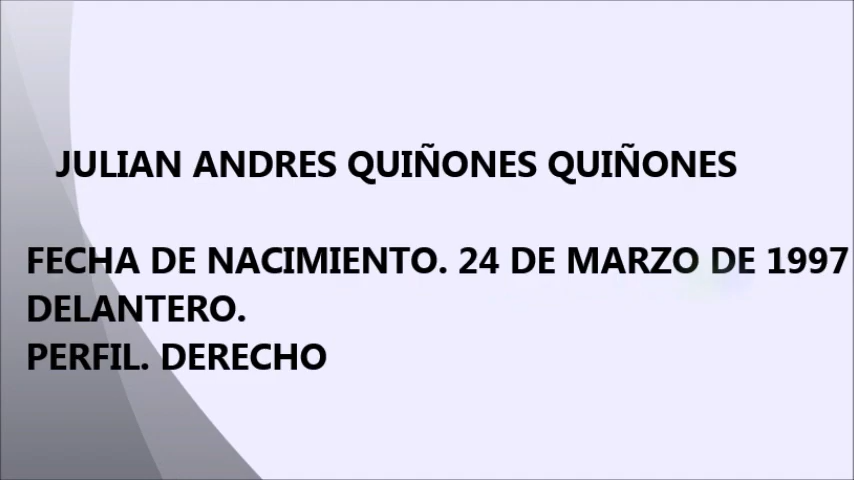 JULIAN ANDRES QUIÑONES QUIÑONES
FECHA DE NACIMIENTO. 24 DE MARZO DE 1997
DELANTERO.
PERFIL. DERECHO